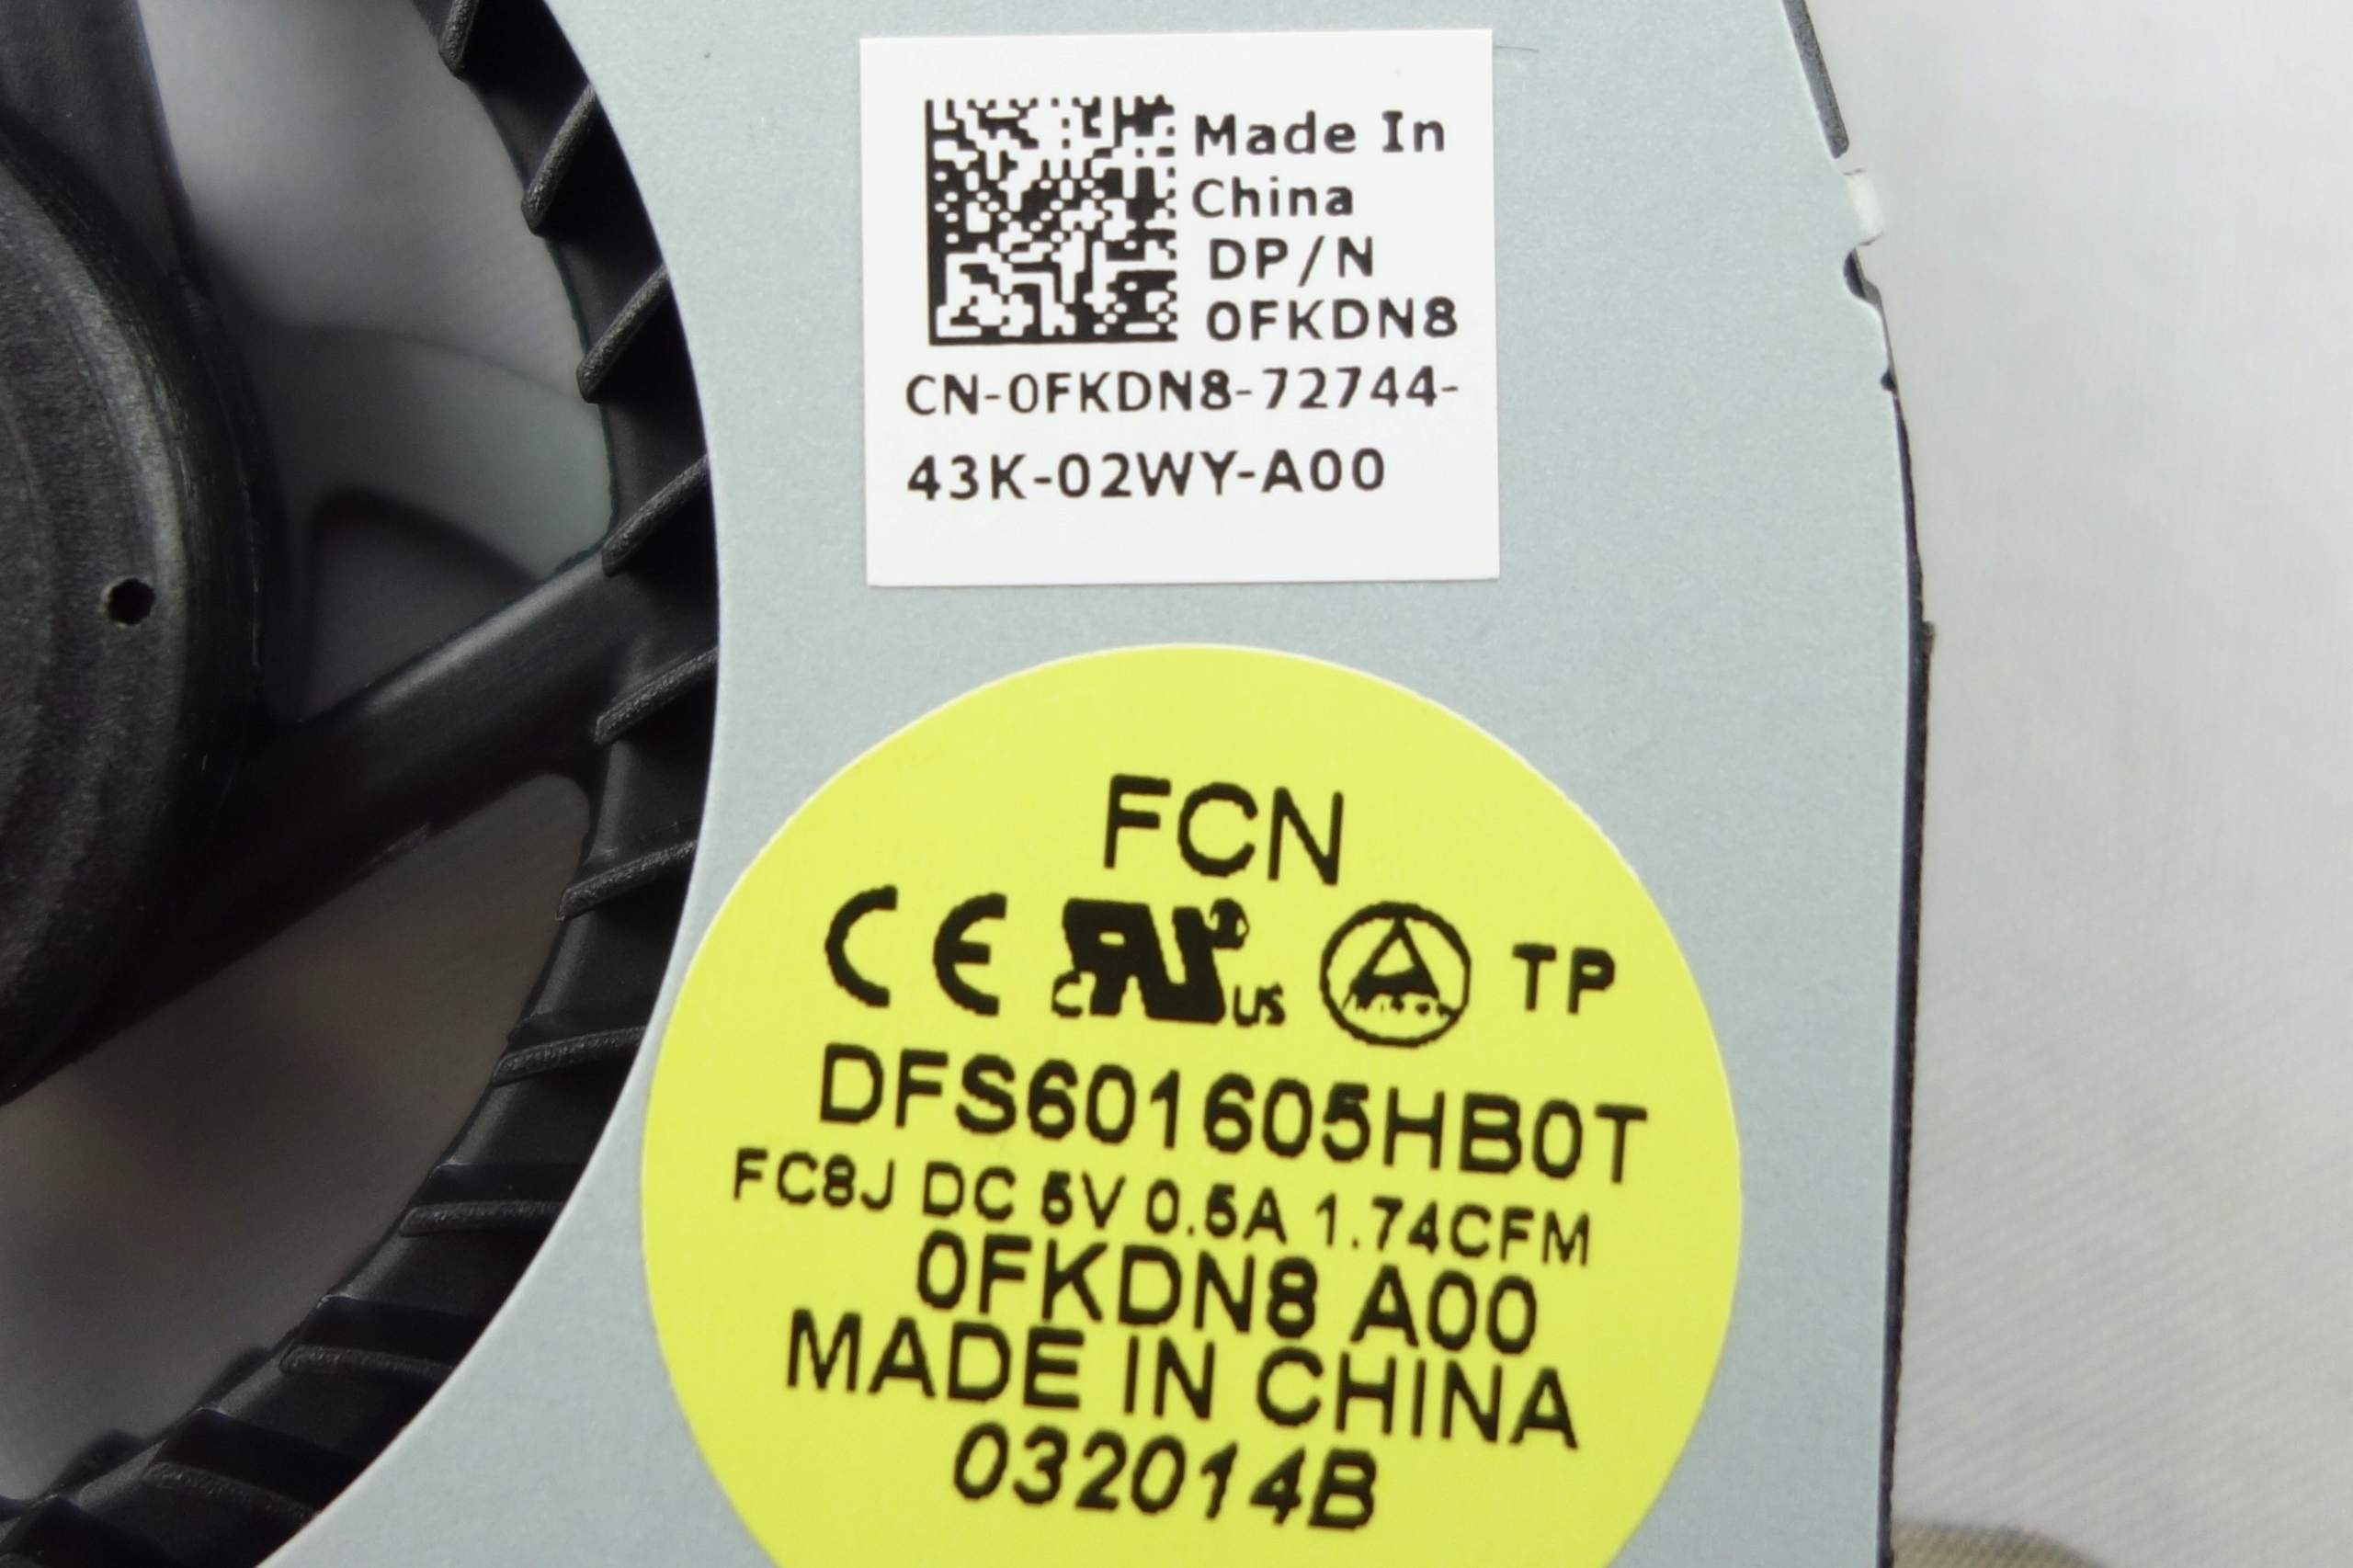 Made In
China
DP/N
0FKDN8
CN-0FKDN8-72744-
43K-02WY-A00
FCN
CE c RU US TP
DFS601605HB0T
FC8J DC 5V 0.5A 1.74CFM
0FKDN8 A00
MADE IN CHINA
032014B